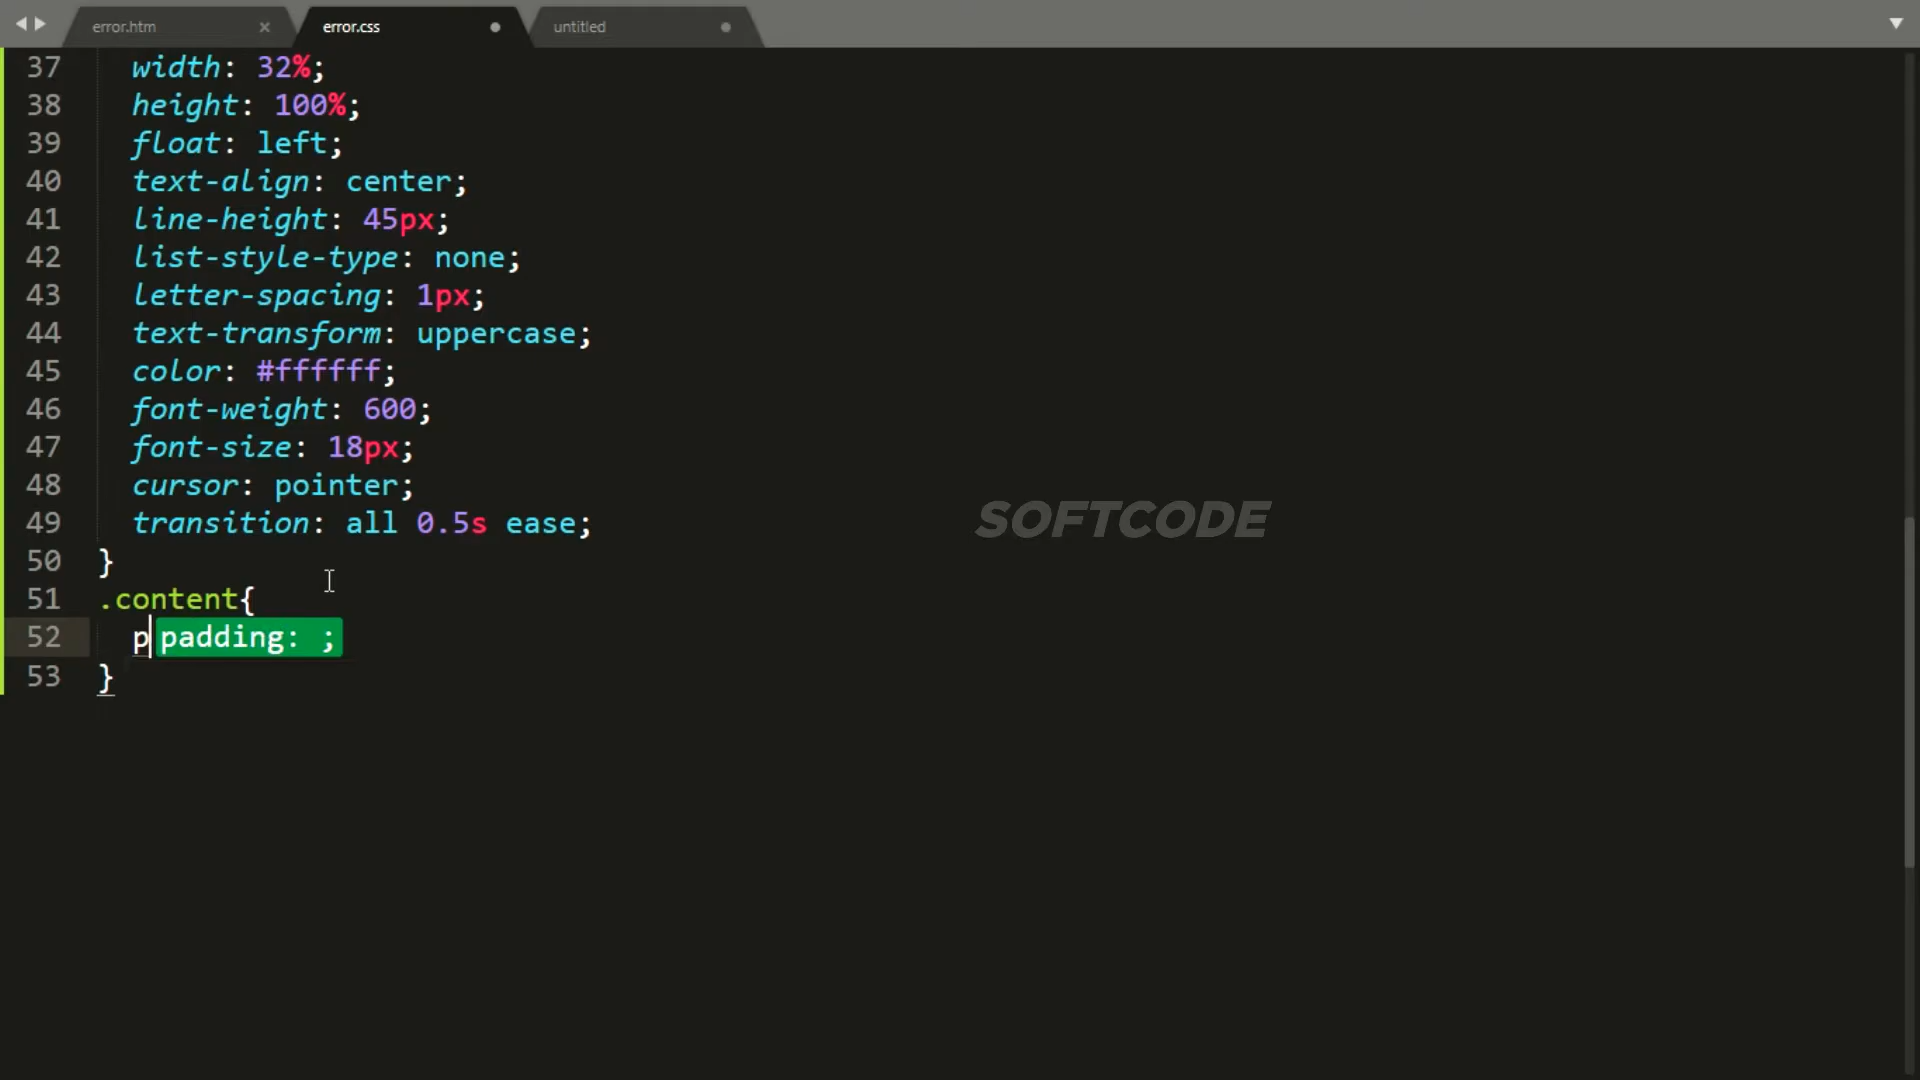 error.htm
error.css
untitled
37 width: 32%;
38 height: 100%;
39 float: left;
40 text-align: center;
41 line-height: 45px;
42 list-style-type: none;
43 letter-spacing: 1px;
44 text-transform: uppercase;
45 color: #ffffff;
46 font-weight: 600;
47 font-size: 18px;
48 cursor: pointer;
49 transition: all 0.5s ease;
50 }
51 .content{
52 p padding: ;
53 }
SOFTCODE